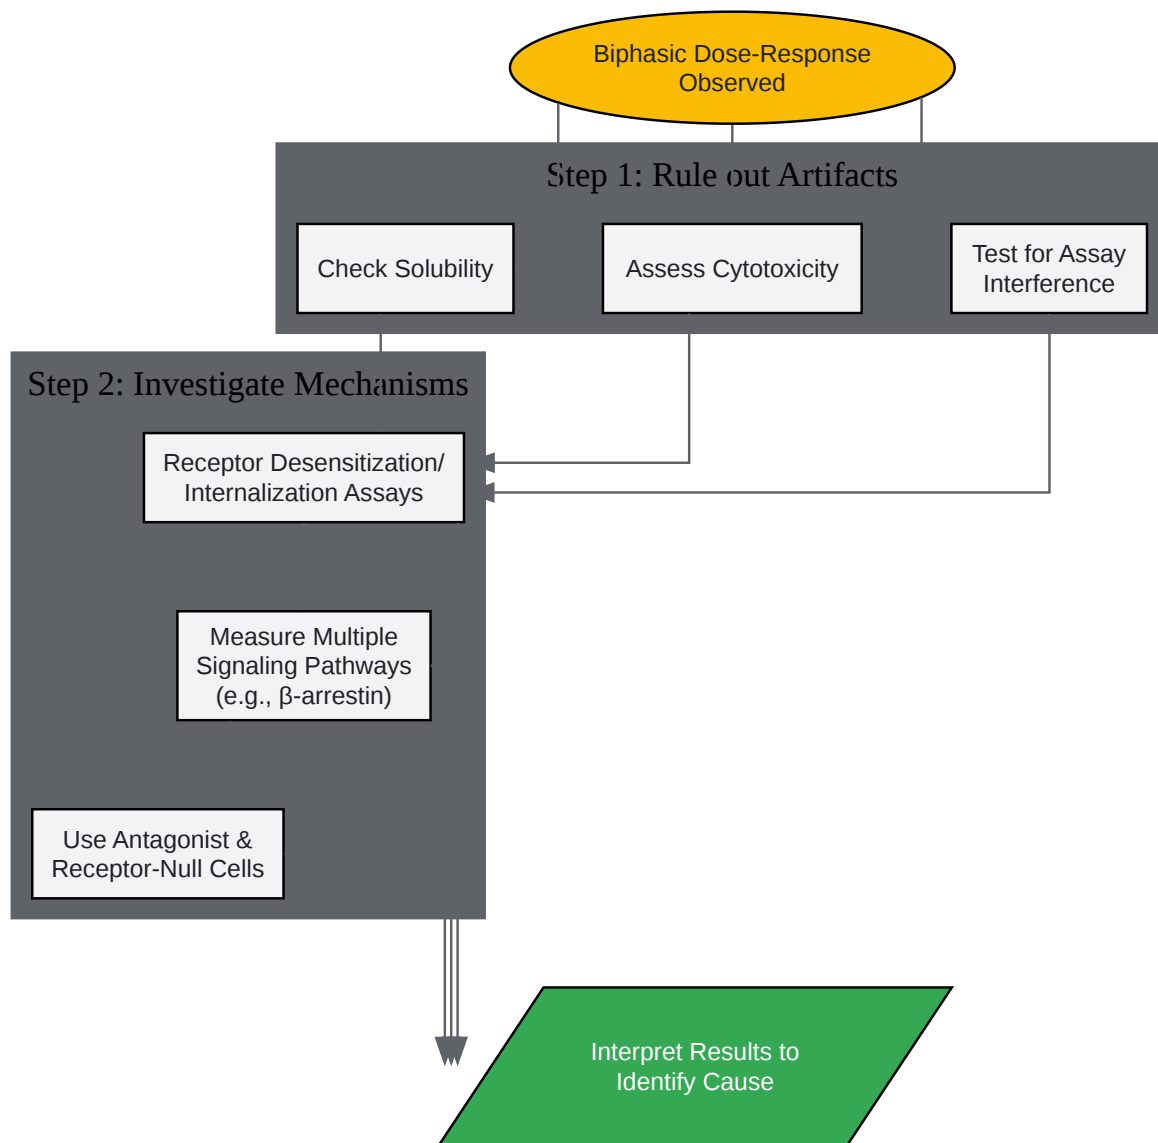 Biphasic Dose-Response
Observed
Step 1: Rule out Artifacts
Check Solubility
Assess Cytotoxicity
Test for Assay
Interference
Step 2: Investigate Mechanisms
Receptor Desensitization/
Internalization Assays
Measure Multiple
Signaling Pathways
(e.g., β-arrestin)
Use Antagonist &
Receptor-Null Cells
Interpret Results to
Identify Cause